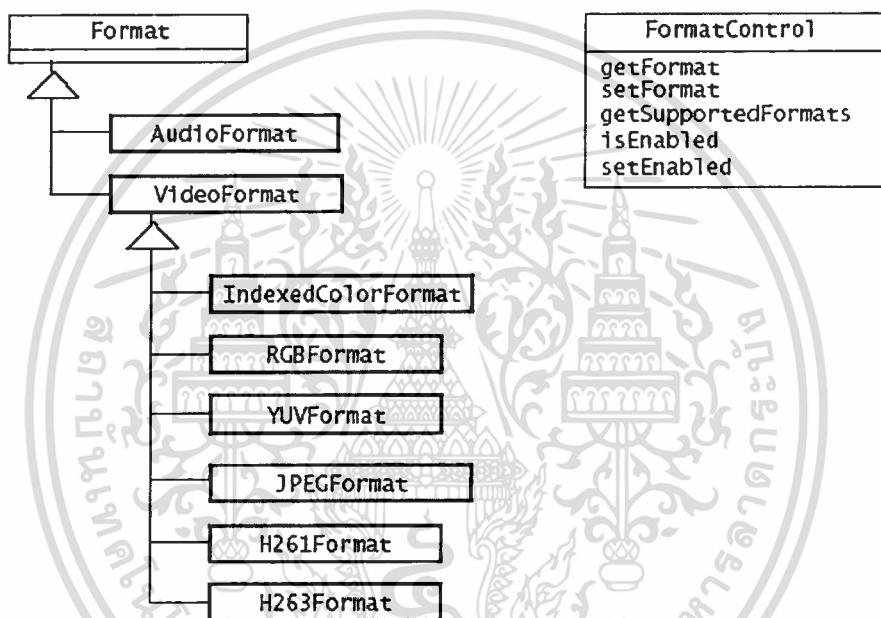 Format
FormatControl
getFormat
setFormat
getSupportedFormats
isEnabled
setEnabled
AudioFormat
VideoFormat
IndexedColorFormat
RGBFormat
YUVFormat
JPEGFormat
H261Format
H263Format